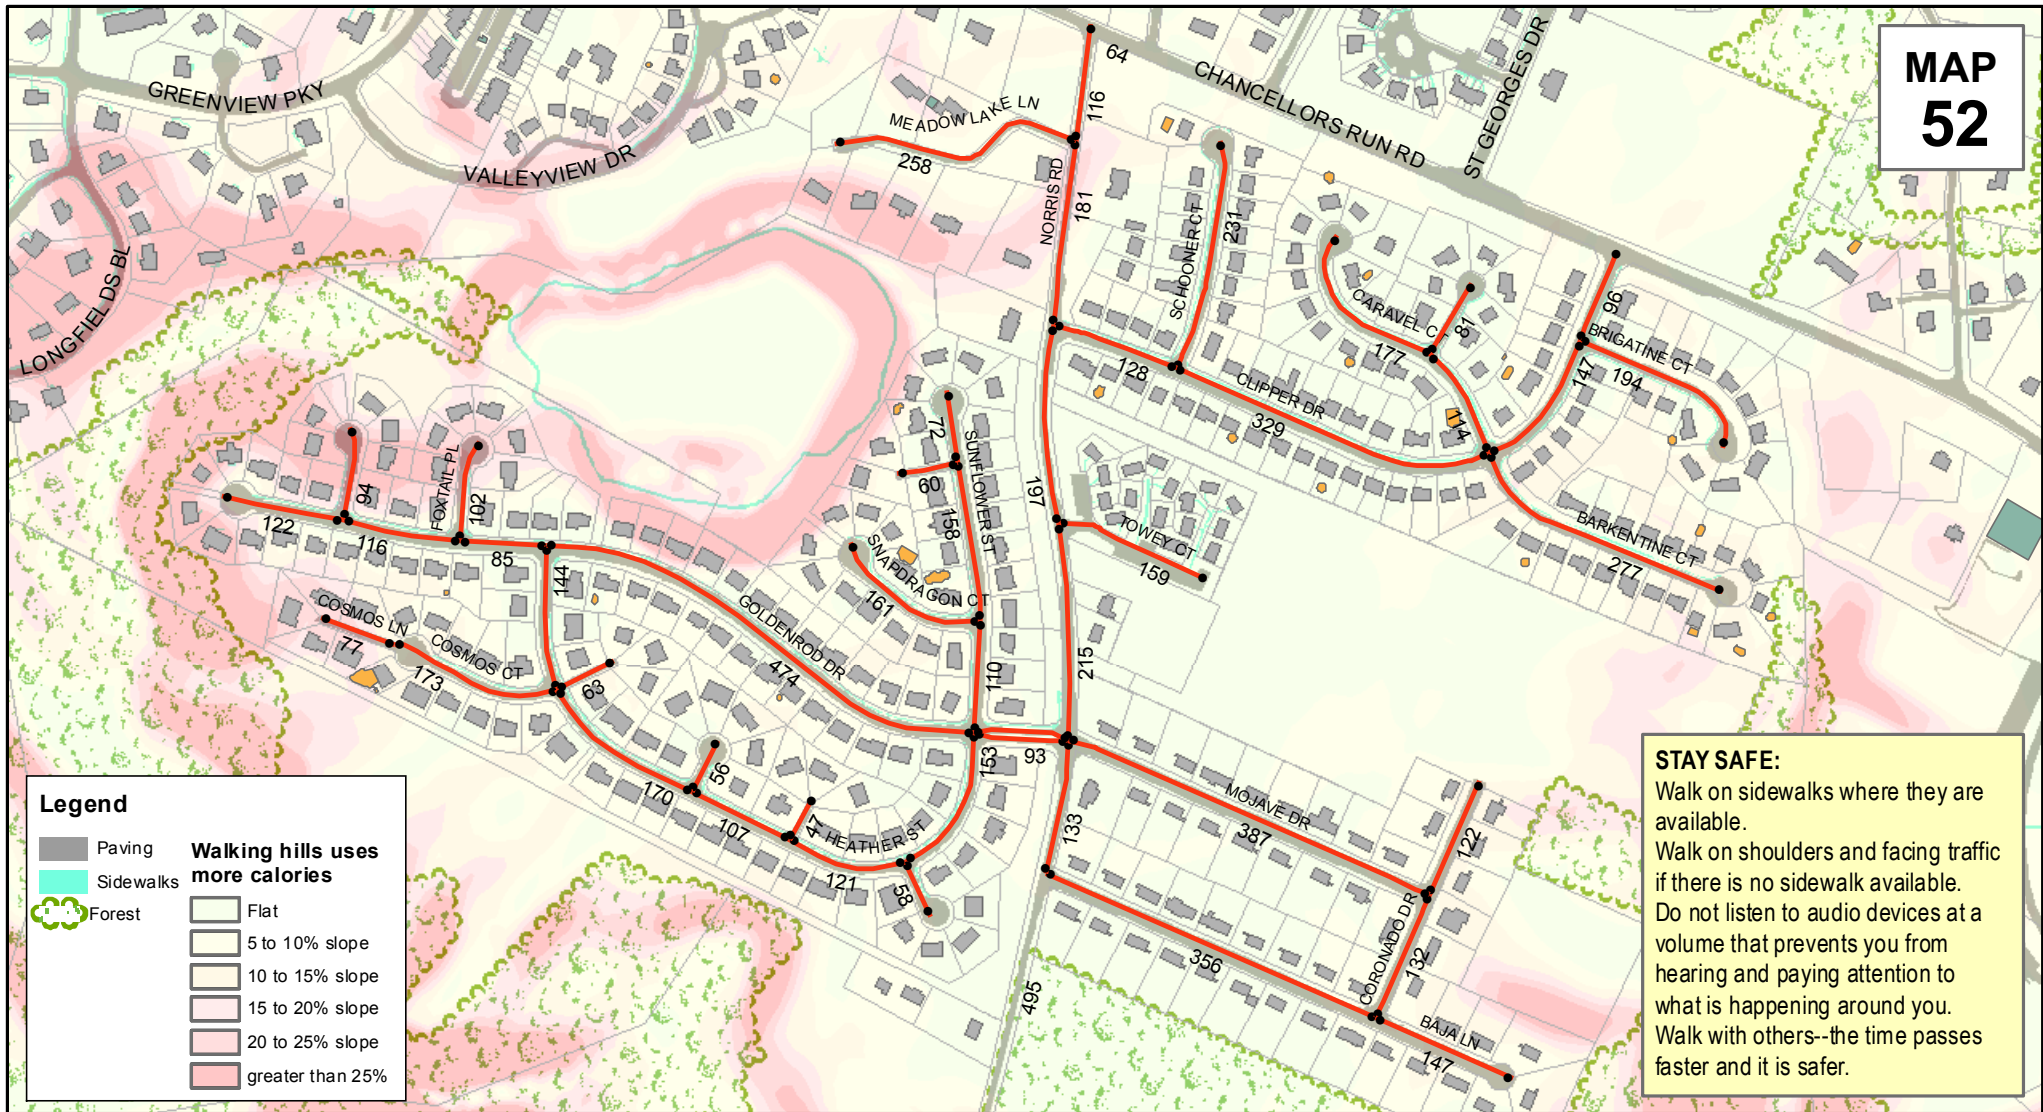 MAP
52
64
CHANCELLORS RUN RD
ST GEORGES DR
GREENVIEW PKY
VALLEYVIEW DR
LONGFIELDS BL
MEADOW LAKE LN
258
116
NORRIS RD
181
SCHOONER CT
231
CARAVEL CT
177
81
96
BRIGATINE CT
194
147
128
CLIPPER DR
329
114
BARKENTINE CT
277
72
SUNFLOWER ST
60
158
197
TOWEY CT
159
SNAPDRAGON CT
161
94
FOXTAIL PL
102
122
116
85
144
COSMOS LN
77
COSMOS CT
173
63
GOLDENROD DR
474
110
215
153
93
56
170
107
47
HEATHER ST
121
58
133
MOJAVE DR
387
122
CORONADO DR
132
356
BAJA LN
147
495
Legend
Paving
Sidewalks
Forest
Walking hills uses
more calories
Flat
5 to 10% slope
10 to 15% slope
15 to 20% slope
20 to 25% slope
greater than 25%
STAY SAFE:
Walk on sidewalks where they are
available.
Walk on shoulders and facing traffic
if there is no sidewalk available.
Do not listen to audio devices at a
volume that prevents you from
hearing and paying attention to
what is happening around you.
Walk with others--the time passes
faster and it is safer.